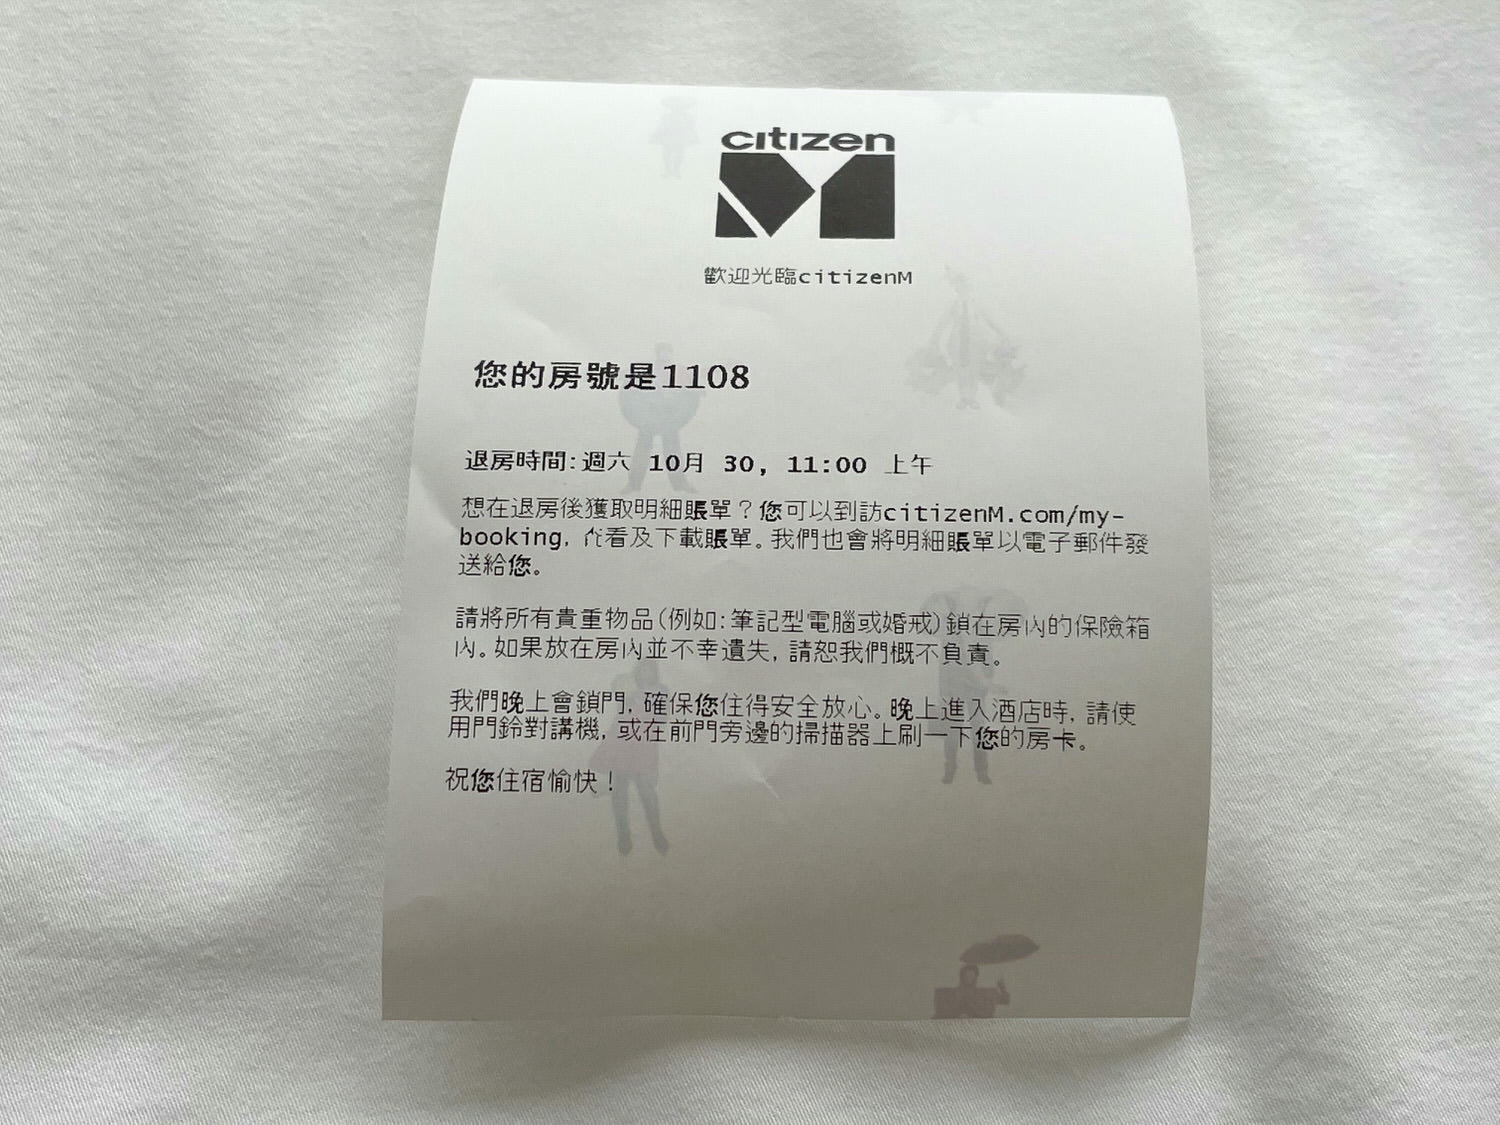 citizen
M
歡迎光臨citizenM
您的房號是1108
退房時間:週六 10月 30, 11:00 上午
想在退房後獲取明細賬單？您可以到訪citizenM.com/my-
booking, 看及下載賬單。我們也會將明細賬單以電子郵件發
送給您。
請將所有貴重物品(例如:筆記型電腦或婚戒)鎖在房內的保險箱
內。如果放在房內並不幸遺失, 請恕我們概不負責。
我們晚上會鎖門, 確保您住得安全放心。晚上進入酒店時, 請使
用門鈴對講機, 或在前門旁邊的掃描器上刷一下您的房卡。
祝您住宿愉快！